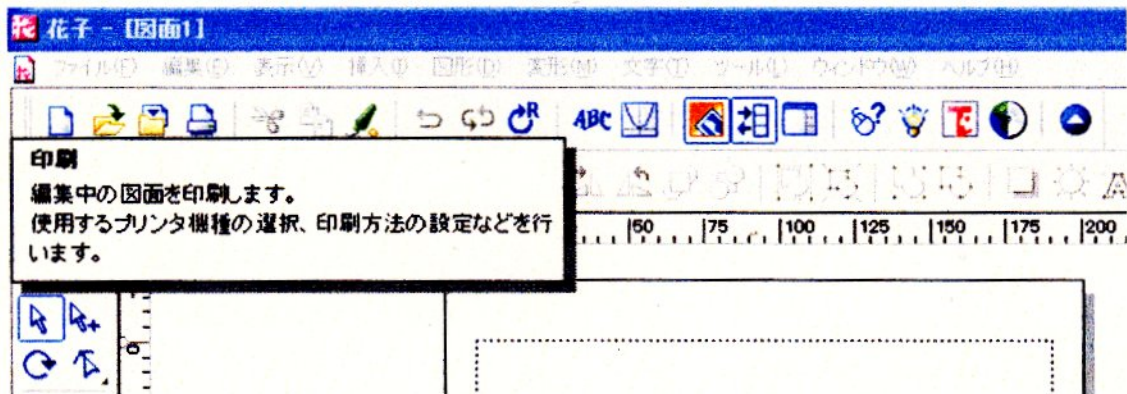 花子 - [図面1]
ファイル(F) 編集(E) 表示(V) 挿入(I) 図形(D) 変形(M) 文字(T) ツール(L) ウィンドウ(W) ヘルプ(H)
R ABC
印刷
編集中の図面を印刷します。
使用するプリンタ機種の選択、印刷方法の設定などを行
います。
50 75 100 125 150 175 200
0